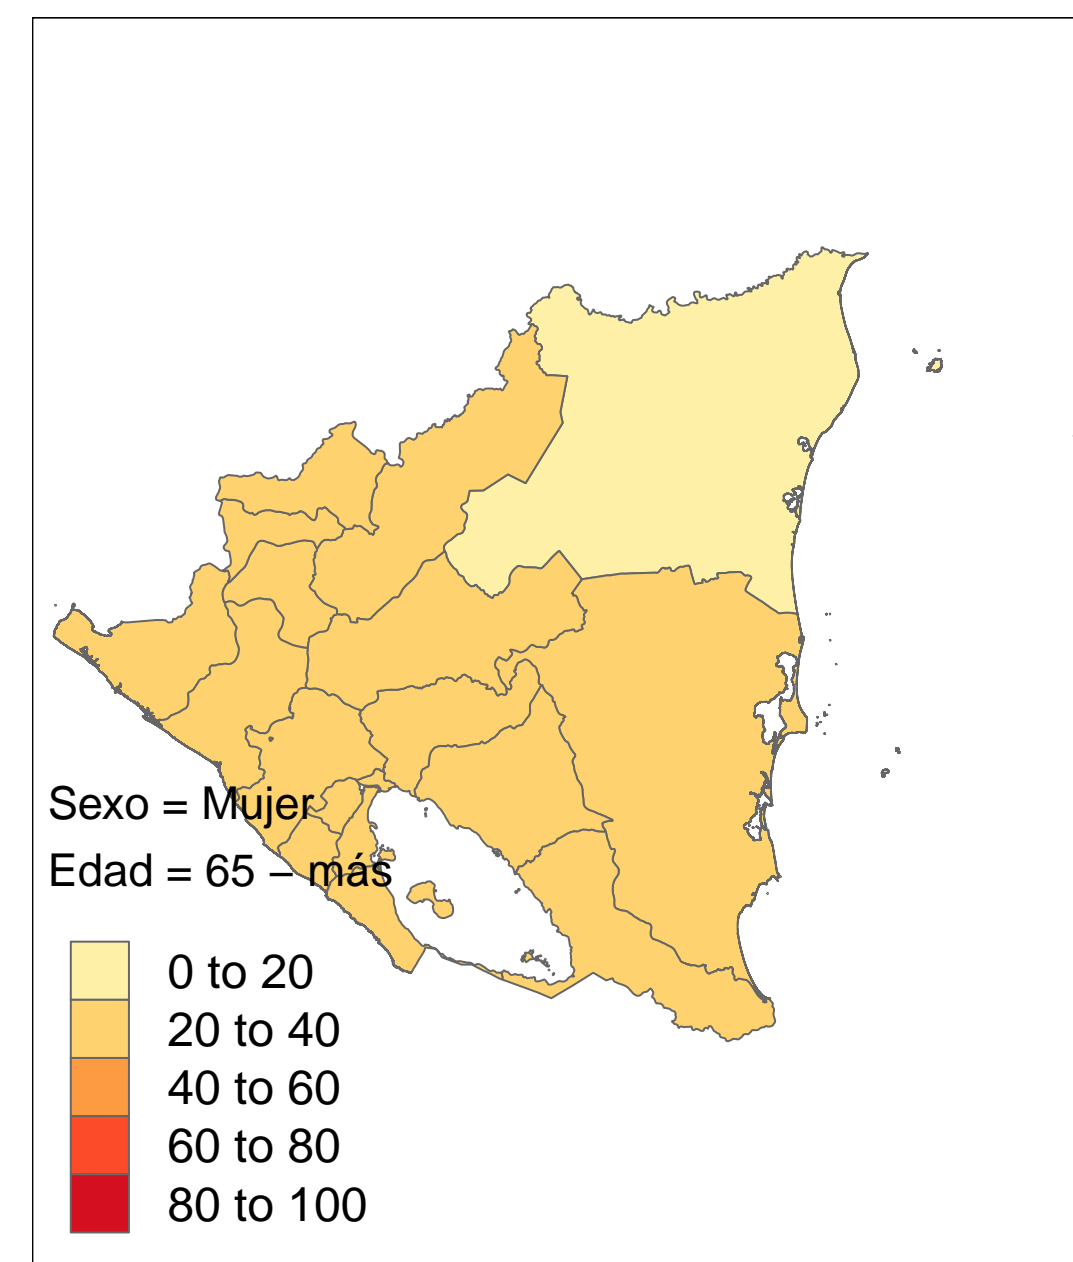 Sexo = Mujer
Edad = 65 – más
0 to 20
20 to 40
40 to 60
60 to 80
80 to 100